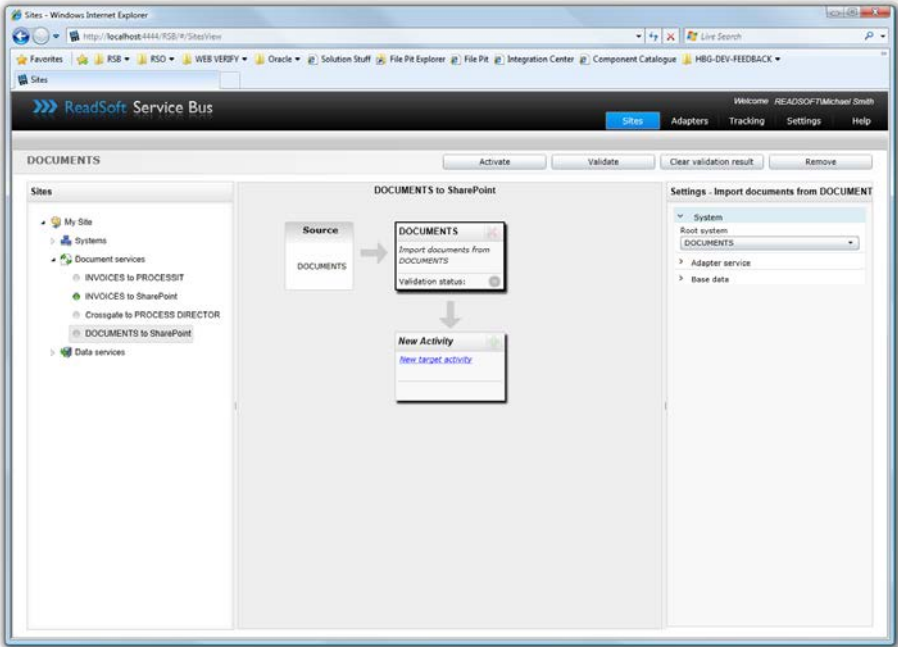 Sites - Windows Internet Explorer
http://localhost:4444/RSB/#/SitesView
Live Search
Favorites RSB RSO WEB VERIFY Oracle Solution Stuff File Pit Explorer File Pit Integration Center Component Catalogue HBG-DEV-FEEDBACK
Sites
ReadSoft Service Bus
Welcome READSOFT\Michael Smith
Sites Adapters Tracking Settings Help
DOCUMENTS
Activate Validate Clear validation result Remove
Sites
My Site
Systems
Document services
INVOICES to PROCESSIT
INVOICES to SharePoint
Crossgate to PROCESS DIRECTOR
DOCUMENTS to SharePoint
Data services
DOCUMENTS to SharePoint
Source
DOCUMENTS
DOCUMENTS
Import documents from
DOCUMENTS
Validation status:
New Activity
New target activity
Settings - Import documents from DOCUMENT
System
Root system
DOCUMENTS
Adapter service
Base data